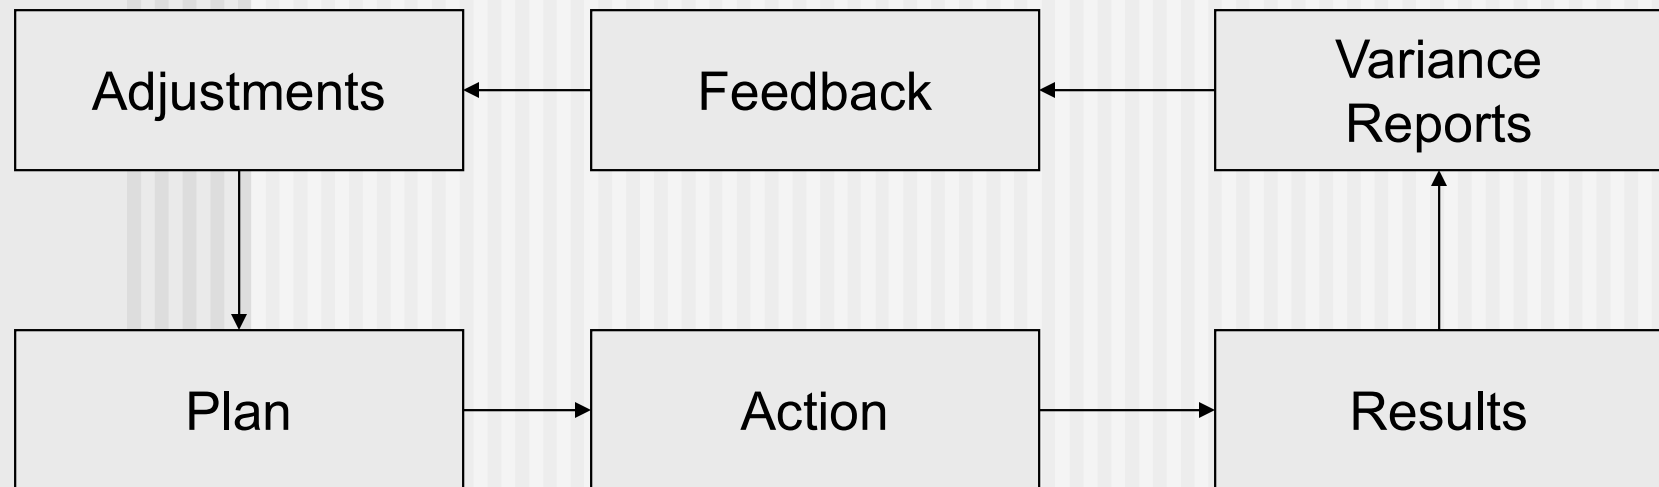 Adjustments
Feedback
Variance
Reports
Plan
Action
Results